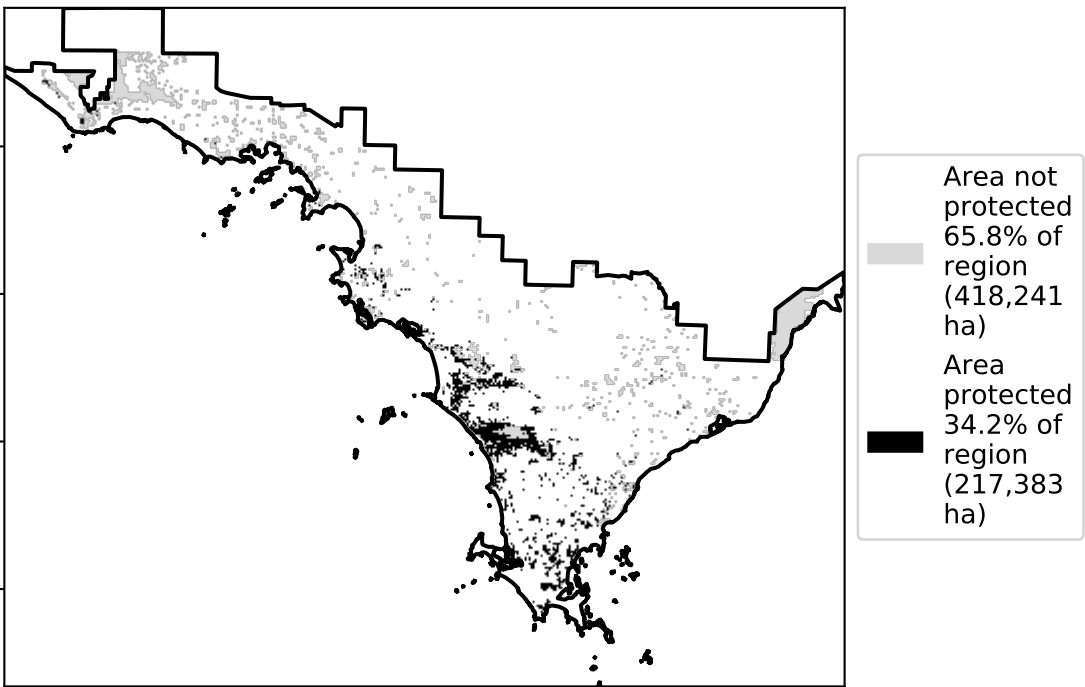 Area not
protected
65.8% of
region
(418,241
ha)
Area
protected
34.2% of
region
(217,383
ha)